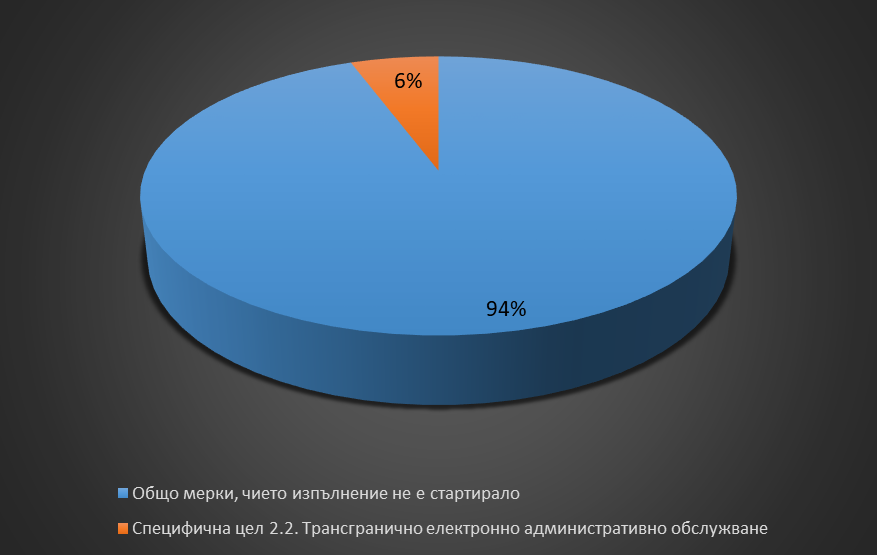 6%
94%
Общо мерки, чието изпълнение не е стартирало
Специфична цел 2.2. Трансгранично електронно административно обслужване